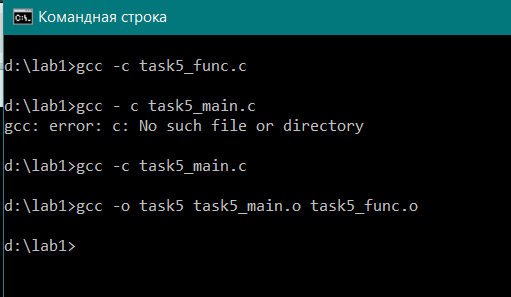 Командная строка
d:\lab1>gcc -c task5_func.c
d:\lab1>gcc - c task5_main.c
gcc: error: c: No such file or directory
d:\lab1>gcc -c task5_main.c
d:\lab1>gcc -o task5 task5_main.o task5_func.o
d:\lab1>